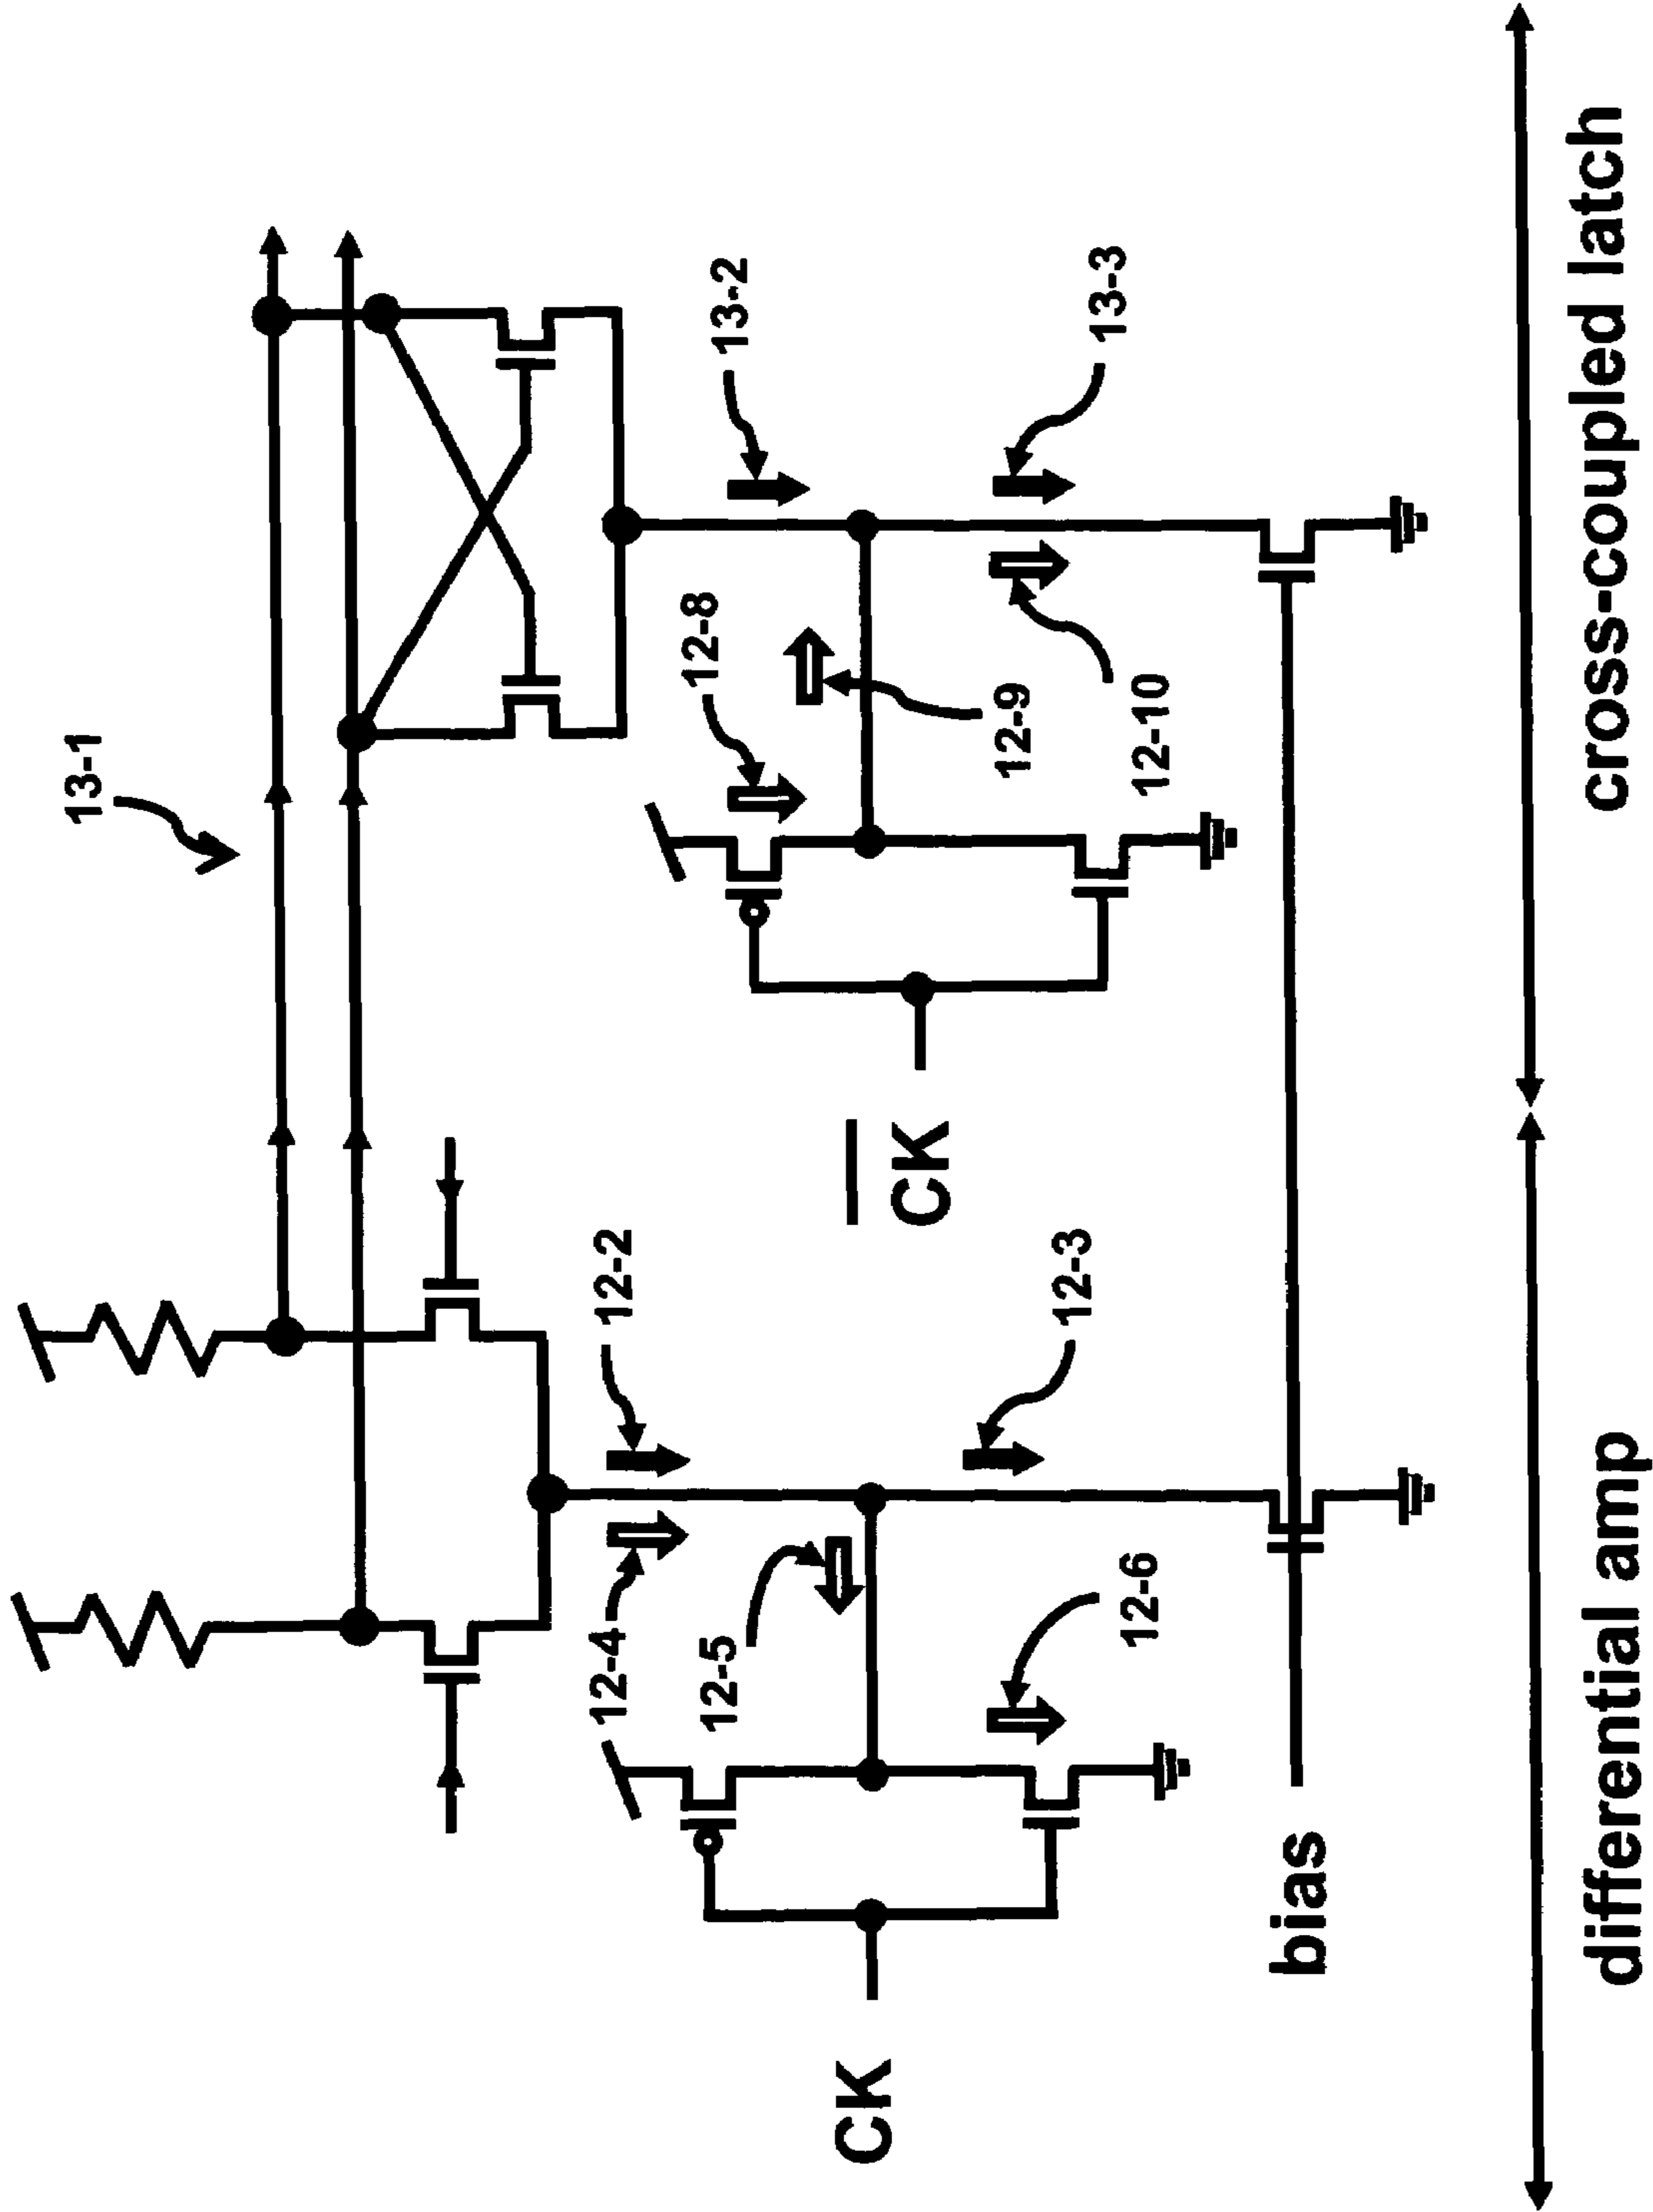 13-1
12-4
12-2
12-8
12-5
13-2
CK
C̅K̅
12-9
12-3
13-3
12-6
12-10
bias
differential amp
cross-coupled latch